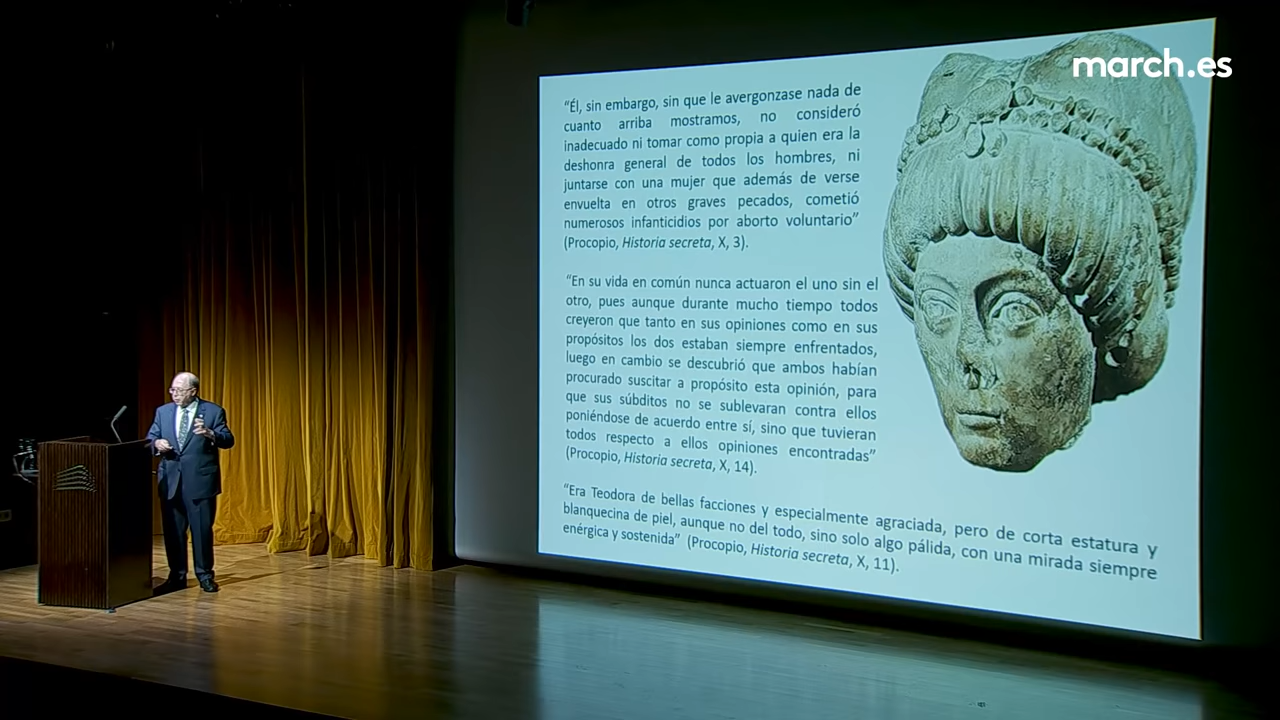 march.es
“Él, sin embargo, sin que le avergonzase nada de
cuanto arriba mostramos, no consideró
inadecuado ni tomar como propia a quien era la
deshonra general de todos los hombres, ni
juntarse con una mujer que además de verse
envuelta en otros graves pecados, cometió
numerosos infanticidios por aborto voluntario”
(Procopio, Historia secreta, X, 3).
“En su vida en común nunca actuaron el uno sin el
otro, pues aunque durante mucho tiempo todos
creyeron que tanto en sus opiniones como en sus
propósitos los dos estaban siempre enfrentados,
luego en cambio se descubrió que ambos habían
procurado suscitar a propósito esta opinión, para
que sus súbditos no se sublevaran contra ellos
poniéndose de acuerdo entre sí, sino que tuvieran
todos respecto a ellos opiniones encontradas”
(Procopio, Historia secreta, X, 14).
“Era Teodora de bellas facciones y especialmente agraciada, pero de corta estatura y
blanquecina de piel, aunque no del todo, sino solo algo pálida, con una mirada siempre
enérgica y sostenida” (Procopio, Historia secreta, X, 11).